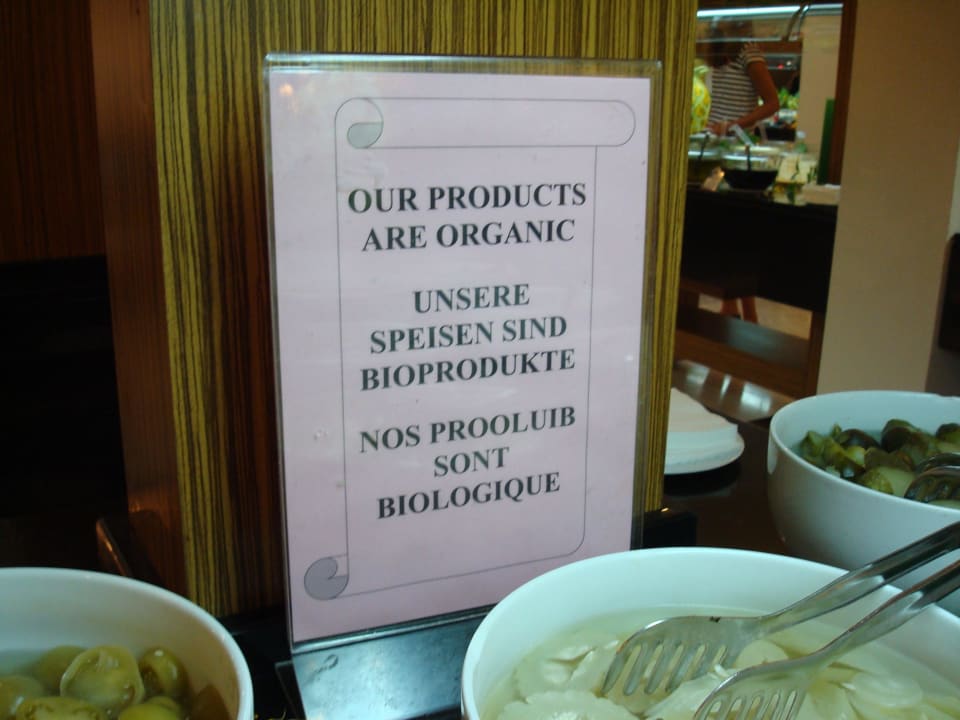 OUR PRODUCTS
ARE ORGANIC
UNSERE
SPEISEN SIND
BIOPRODUKTE
NOS PROOLUIB
SONT
BIOLOGIQUE